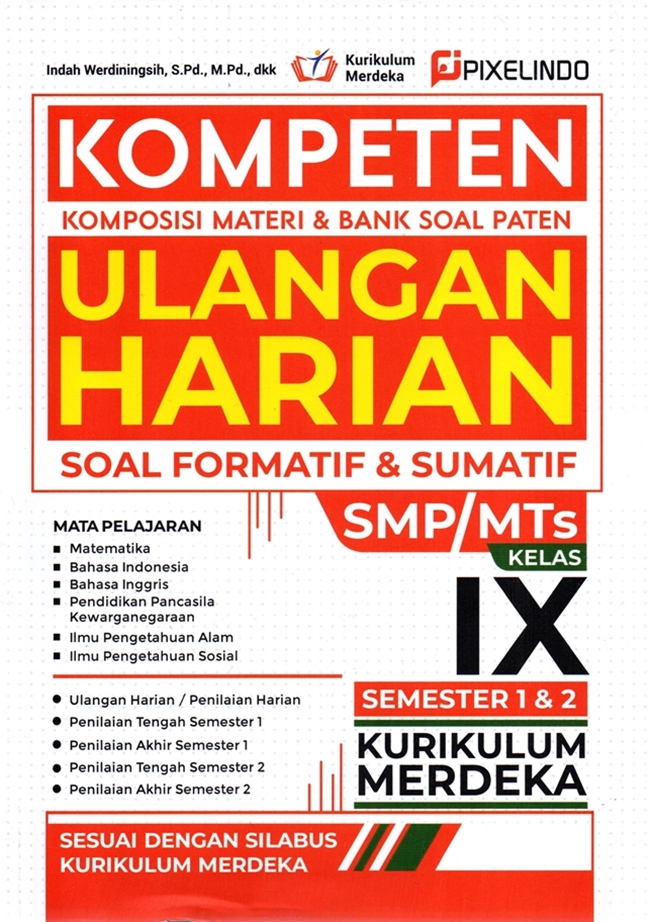 Indah Werdiningsih, S.Pd., M.Pd., dkk
Kurikulum
Merdeka
PIXELINDO
KOMPETEN
KOMPOSISI MATERI & BANK SOAL PATEN
ULANGAN
HARIAN
SOAL FORMATIF & SUMATIF
SMP/MTs
KELAS
IX
SEMESTER 1 & 2
KURIKULUM
MERDEKA
MATA PELAJARAN
Matematika
Bahasa Indonesia
Bahasa Inggris
Pendidikan Pancasila
Kewarganegaraan
Ilmu Pengetahuan Alam
Ilmu Pengetahuan Sosial
Ulangan Harian / Penilaian Harian
Penilaian Tengah Semester 1
Penilaian Akhir Semester 1
Penilaian Tengah Semester 2
Penilaian Akhir Semester 2
SESUAI DENGAN SILABUS
KURIKULUM MERDEKA